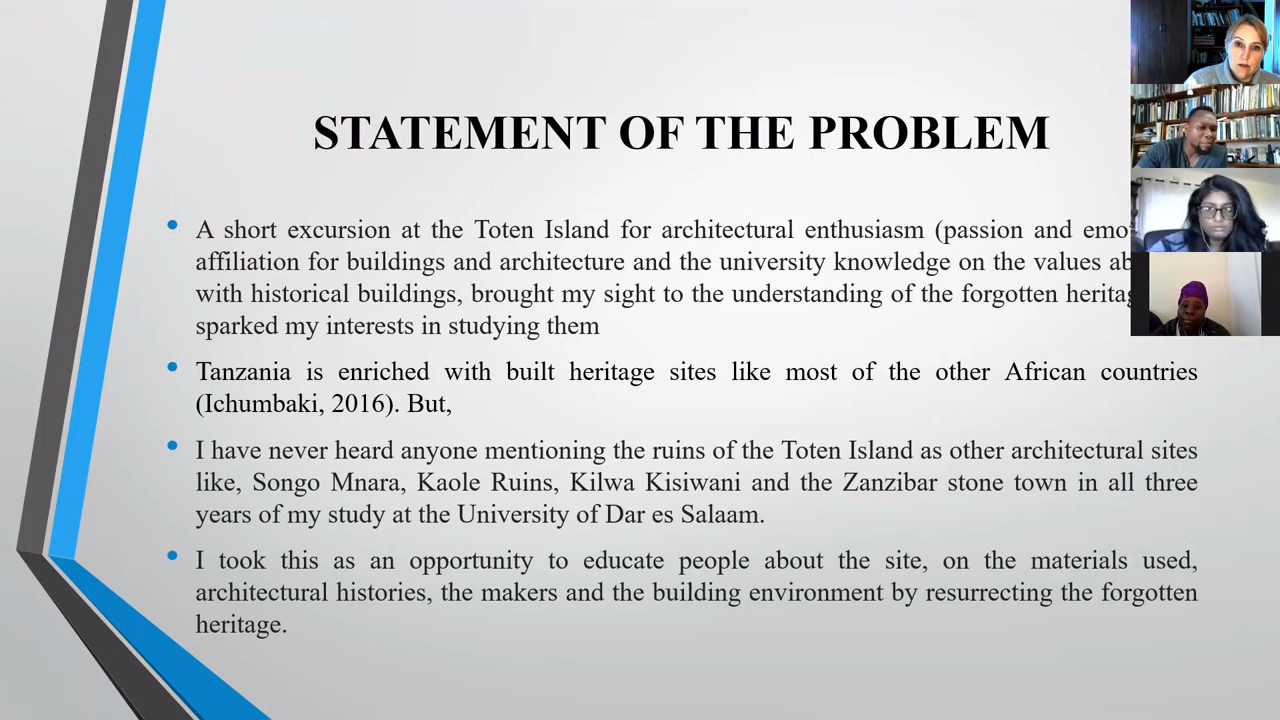 STATEMENT OF THE PROBLEM
• A short excursion at the Toten Island for architectural enthusiasm (passion and
affiliation for buildings and architecture and the university knowledge on the values
with historical buildings, brought my sight to the understanding of the forgotten
sparked my interests in studying them
• Tanzania is enriched with built heritage sites like most of the other African countries
(Ichumbaki, 2016). But,
• I have never heard anyone mentioning the ruins of the Toten Island as other architectural sites
like, Songo Mnara, Kaole Ruins, Kilwa Kisiwani and the Zanzibar stone town in all three
years of my study at the University of Dar es Salaam.
• I took this as an opportunity to educate people about the site, on the materials used,
architectural histories, the makers and the building environment by resurrecting the forgotten
heritage.